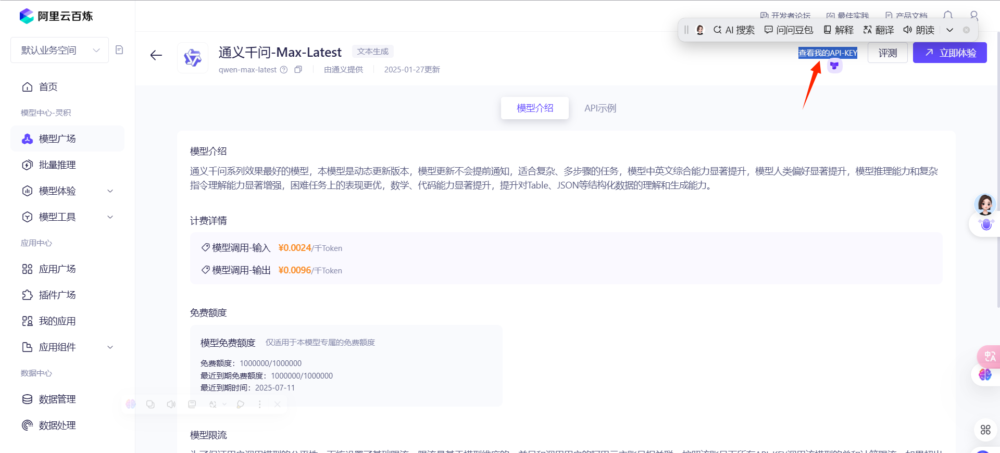 阿里云百炼
开发者论坛 最佳实践 产品文档
AI 搜索 问问豆包 解释 翻译 朗读
默认业务空间
通义千问-Max-Latest 文本生成
qwen-max-latest 由通义提供 2025-01-27更新
查看我的API-KEY 评测 立即体验
首页
模型中心-灵积
模型广场
批量推理
模型体验
模型工具
应用中心
应用广场
插件广场
我的应用
应用组件
数据中心
数据管理
数据处理
模型介绍 API示例
模型介绍
通义千问系列效果最好的模型，本模型是动态更新版本，模型更新不会提前通知，适合复杂、多步骤的任务，模型中英文综合能力显著提升，模型人类偏好显著提升，模型推理能力和复杂
指令理解能力显著增强，困难任务上的表现更优，数学、代码能力显著提升，提升对Table、JSON等结构化数据的理解和生成能力。
计费详情
模型调用-输入 ¥0.0024/千Token
模型调用-输出 ¥0.0096/千Token
免费额度
模型免费额度 仅适用于本模型专属的免费额度
免费额度：1000000/1000000
最近到期免费额度：1000000/1000000
最近到期时间：2025-07-11
模型限流